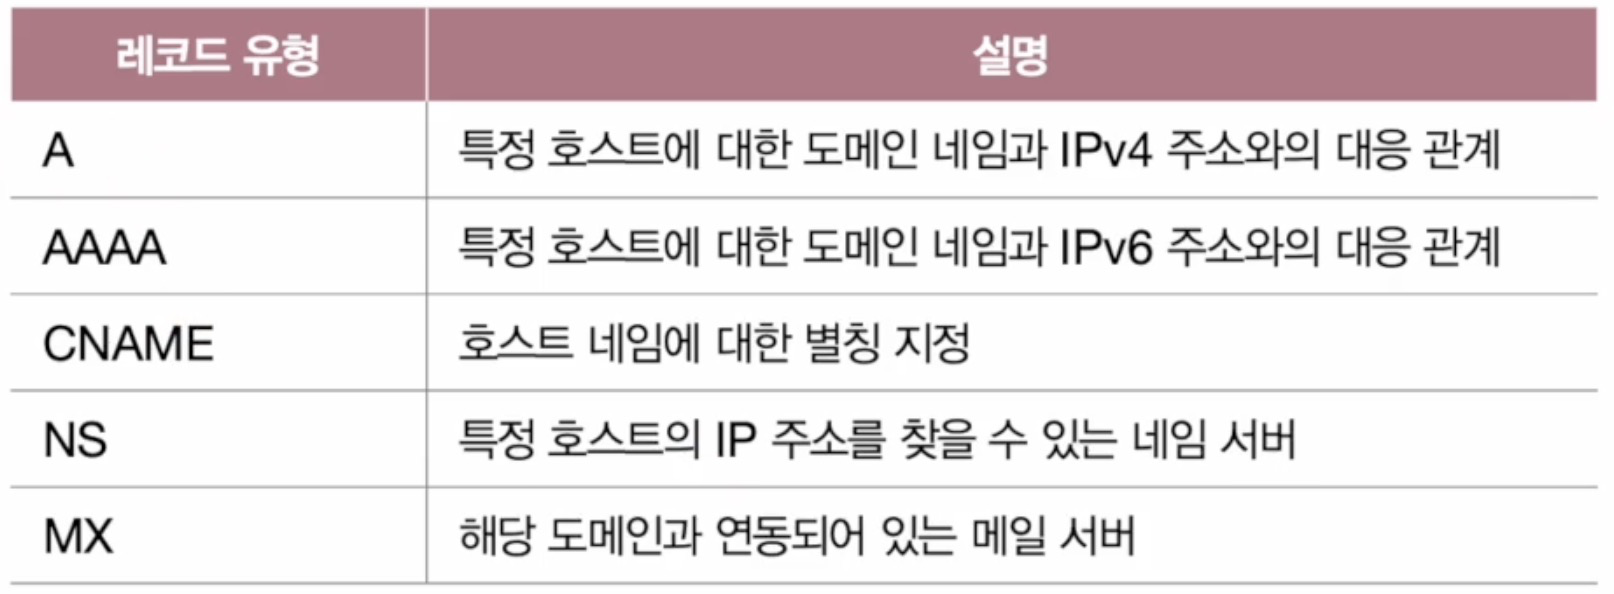 레코드 유형 설명
A 특정 호스트에 대한 도메인 네임과 IPv4 주소와의 대응 관계
AAAA 특정 호스트에 대한 도메인 네임과 IPv6 주소와의 대응 관계
CNAME 호스트 네임에 대한 별칭 지정
NS 특정 호스트의 IP 주소를 찾을 수 있는 네임 서버
MX 해당 도메인과 연동되어 있는 메일 서버